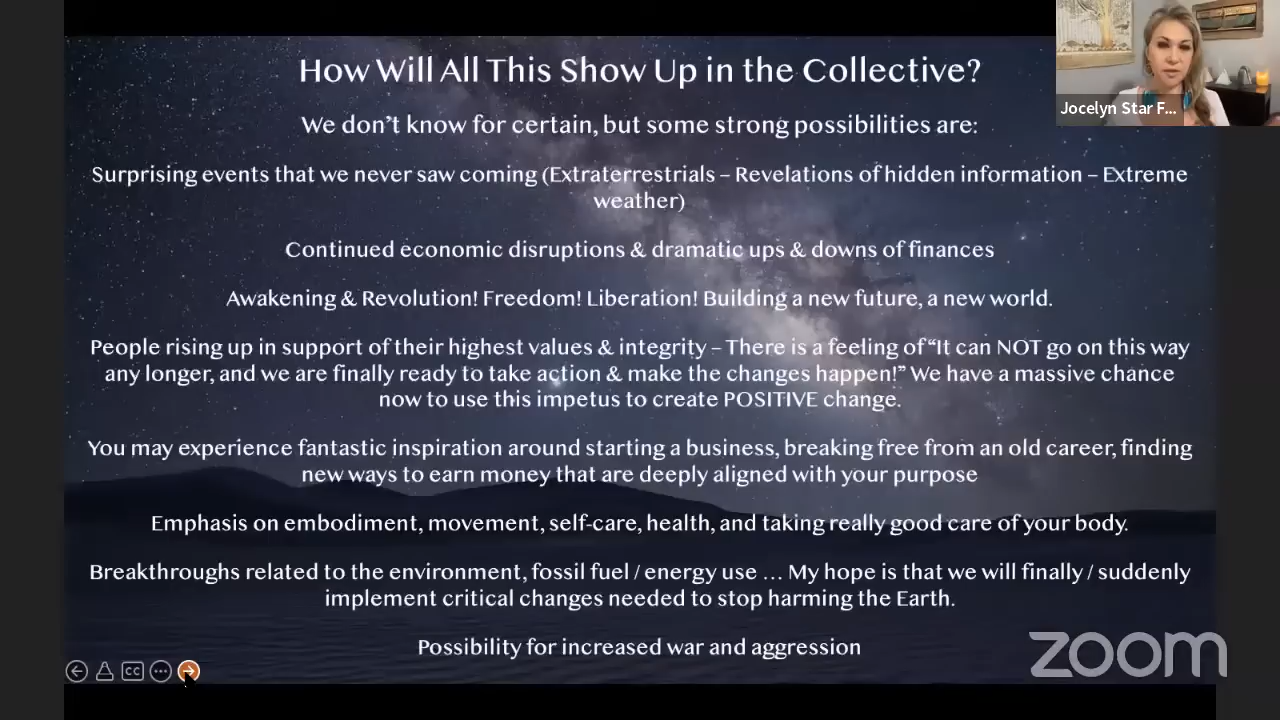 How Will All This Show Up in the Collective?
Jocelyn Star F...
We don't know for certain, but some strong possibilities are:
Surprising events that we never saw coming (Extraterrestrials – Revelations of hidden information – Extreme
weather)
Continued economic disruptions & dramatic ups & downs of finances
Awakening & Revolution! Freedom! Liberation! Building a new future, a new world.
People rising up in support of their highest values & integrity – There is a feeling of “It can NOT go on this way
any longer, and we are finally ready to take action & make the changes happen!” We have a massive chance
now to use this impetus to create POSITIVE change.
You may experience fantastic inspiration around starting a business, breaking free from an old career, finding
new ways to earn money that are deeply aligned with your purpose
Emphasis on embodiment, movement, self-care, health, and taking really good care of your body.
Breakthroughs related to the environment, fossil fuel / energy use ... My hope is that we will finally / suddenly
implement critical changes needed to stop harming the Earth.
Possibility for increased war and aggression
CC
zoom